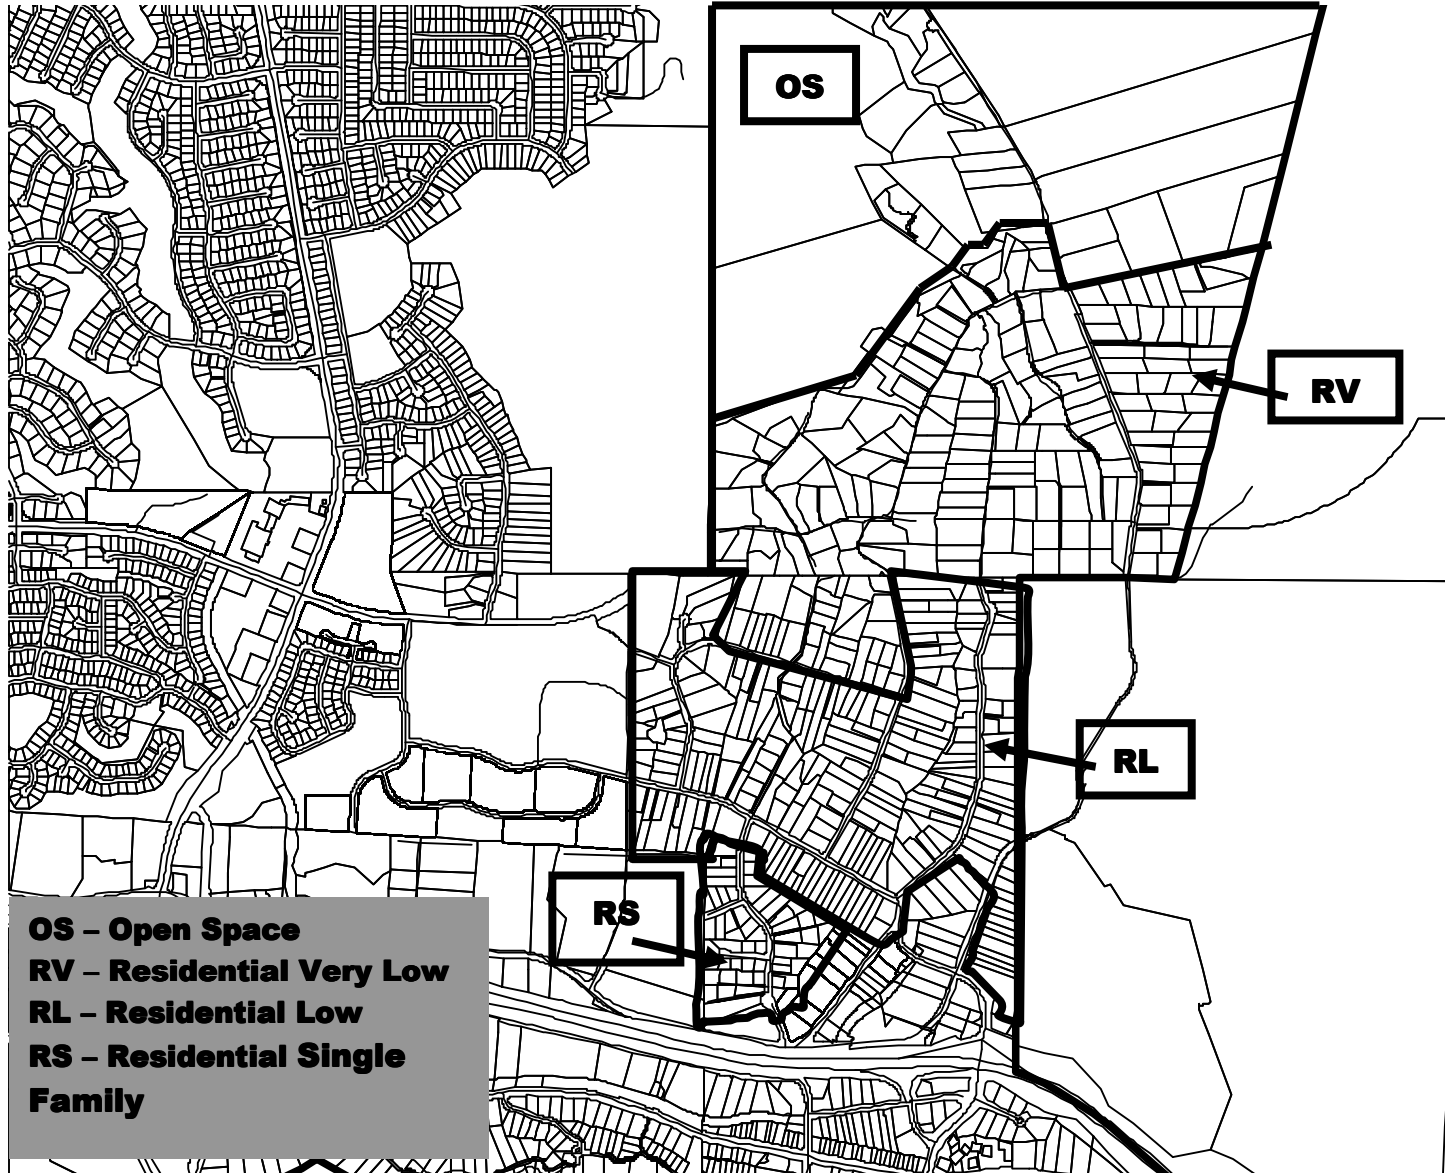 OS
RV
RL
RS
OS – Open Space
RV – Residential Very Low
RL – Residential Low
RS – Residential Single
Family